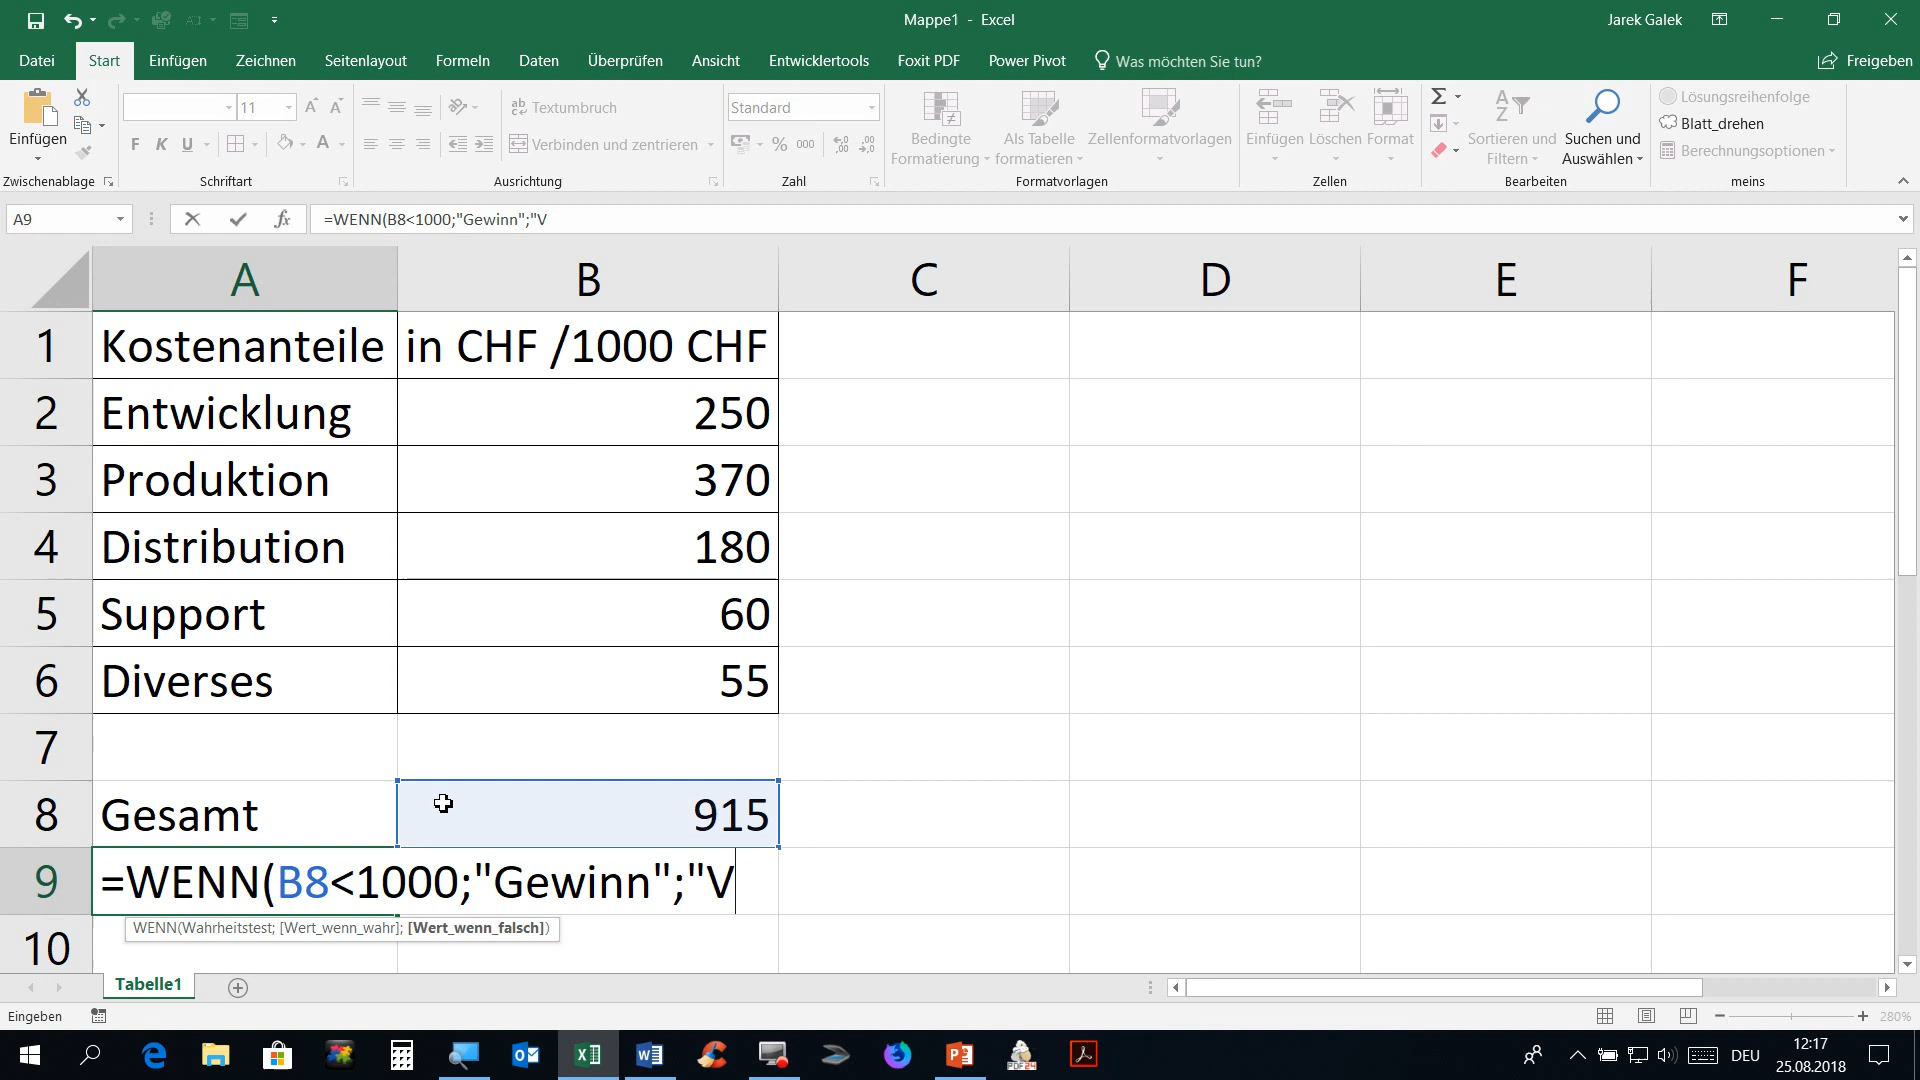 Mappe1 - Excel
Jarek Galek
Datei Start Einfügen Zeichnen Seitenlayout Formeln Daten Überprüfen Ansicht Entwicklertools Foxit PDF Power Pivot Was möchten Sie tun? Freigeben
Einfügen
Zwischenablage
11
F K U
Schriftart
Textumbruch
Verbinden und zentrieren
Ausrichtung
Standard
% 000
Zahl
Bedingte Formatierung
Als Tabelle formatieren
Zellenformatvorlagen
Formatvorlagen
Einfügen Löschen Format
Zellen
Sortieren und Filtern
Suchen und Auswählen
Bearbeiten
Lösungsreihenfolge
Blatt_drehen
Berechnungsoptionen
meins
A9 fx =WENN(B8<1000;"Gewinn";"V
A B C D E F
1 Kostenanteile in CHF /1000 CHF
2 Entwicklung 250
3 Produktion 370
4 Distribution 180
5 Support 60
6 Diverses 55
7
8 Gesamt 915
9 =WENN(B8<1000;"Gewinn";"V
WENN(Wahrheitstest; [Wert_wenn_wahr]; [Wert_wenn_falsch])
10
Tabelle1
Eingeben
280%
PDF24
DEU
12:17
25.08.2018